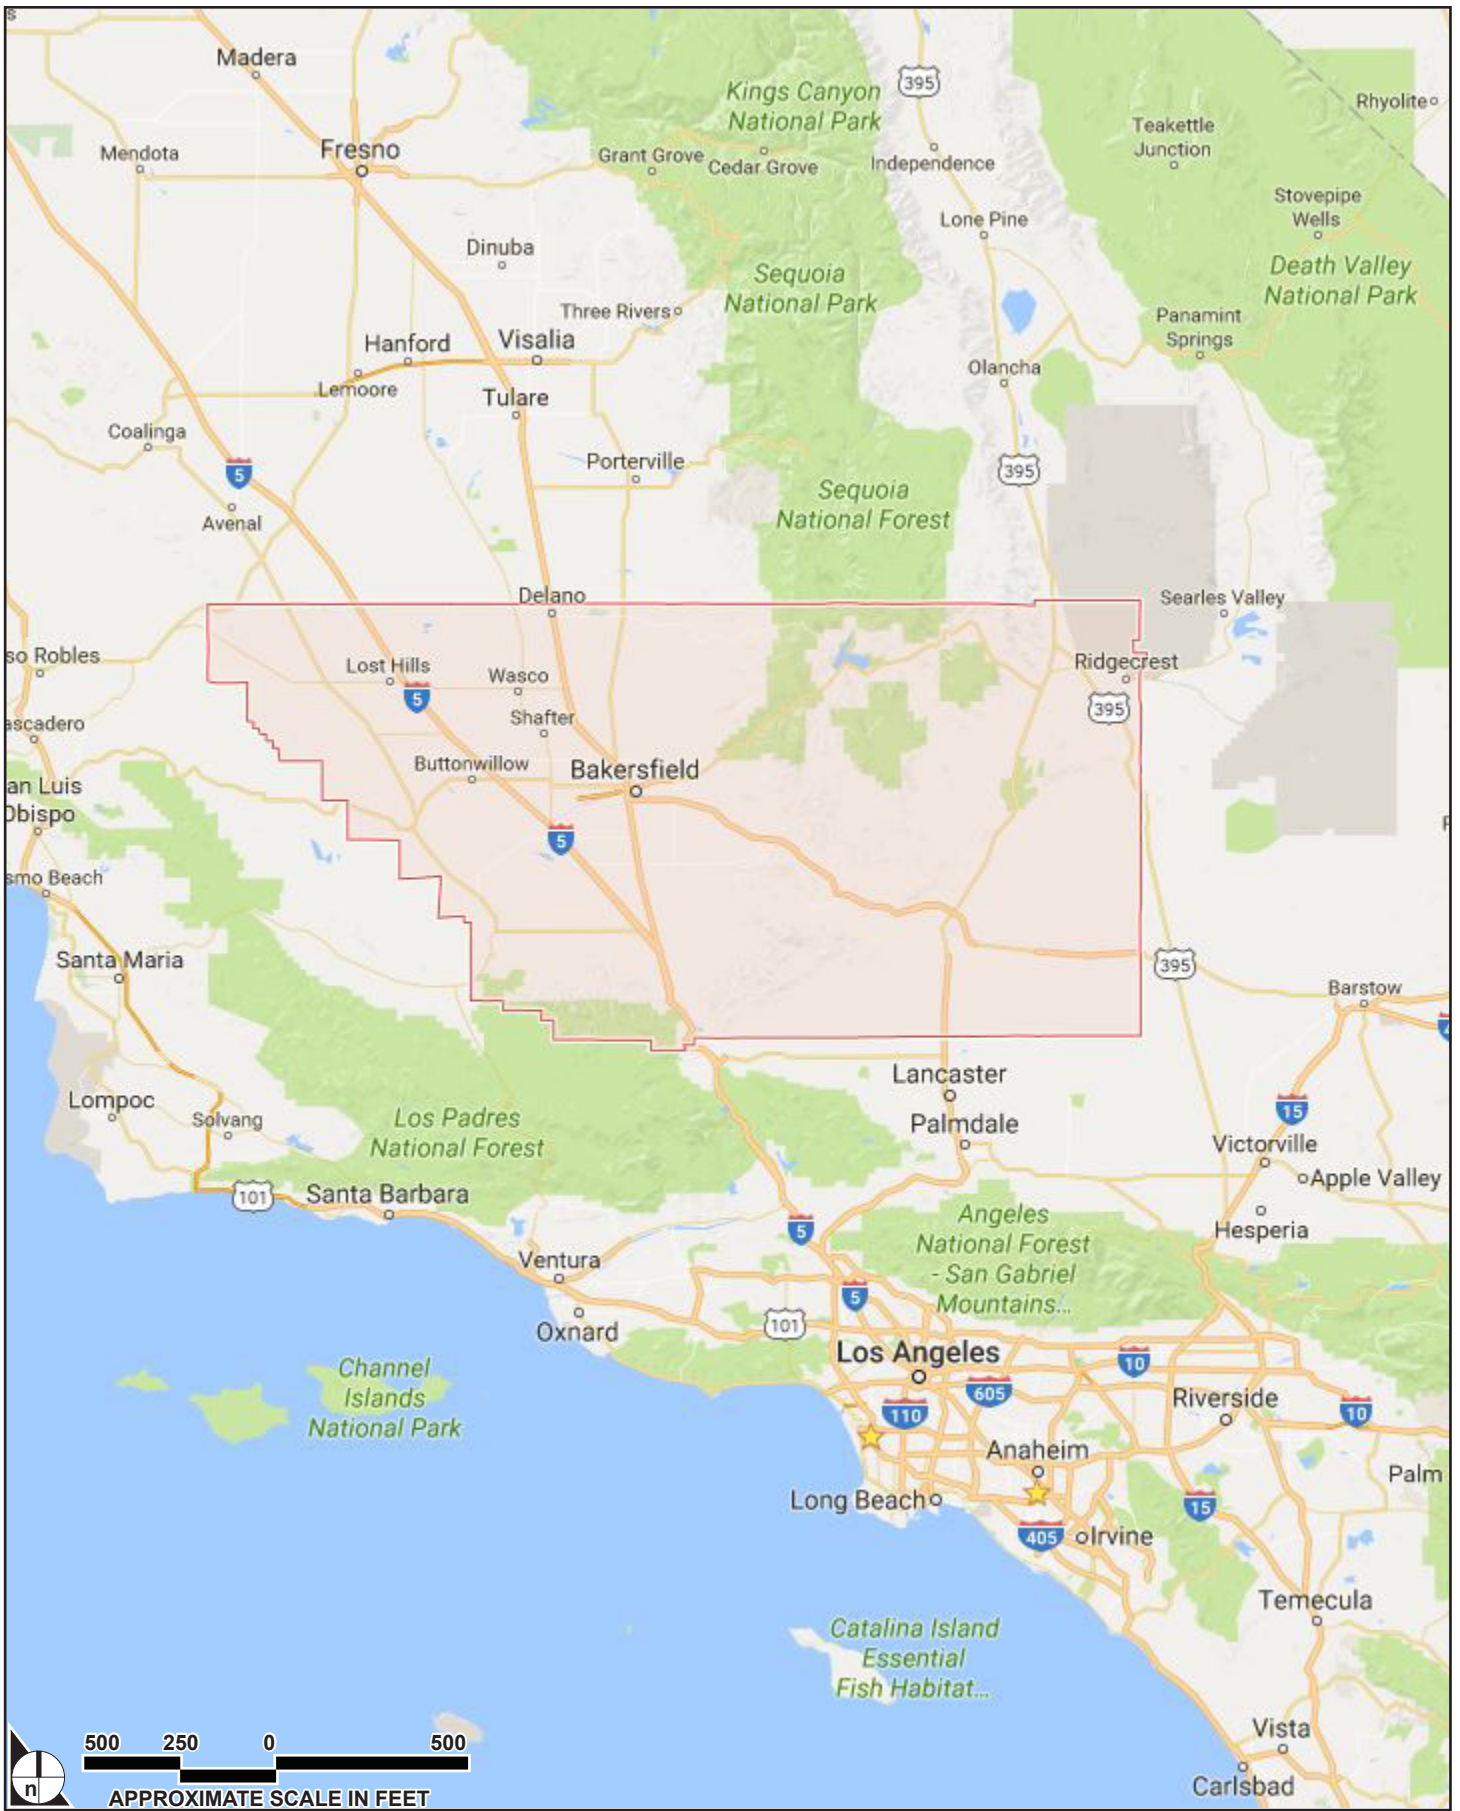 s
Madera
395
Kings Canyon
National Park
Rhyolite
Teakettle
Junction
Mendota
Fresno
Grant Grove
Cedar Grove
Independence
Stovepipe
Wells
Lone Pine
Dinuba
Death Valley
National Park
Sequoia
National Park
Three Rivers
Panamint
Springs
Hanford
Visalia
Olancha
Lemoore
Tulare
Coalinga
Porterville
5
395
Sequoia
National Forest
Avenal
Delano
Searles Valley
so Robles
Lost Hills
Wasco
Ridgecrest
5
395
ascadero
Shafter
Buttonwillow
Bakersfield
an Luis
Obispo
5
smo Beach
Santa Maria
395
Barstow
Lancaster
Lompoc
Solvang
Los Padres
National Forest
Palmdale
15
Victorville
Apple Valley
101
Santa Barbara
Angeles
National Forest
- San Gabriel
Mountains...
5
Hesperia
Ventura
5
Oxnard
101
Los Angeles
10
Channel
Islands
National Park
605
110
Riverside
10
Anaheim
Palm
Long Beach
15
405
Irvine
Temecula
Catalina Island
Essential
Fish Habitat...
Vista
Carlsbad
500 250 0 500
n
APPROXIMATE SCALE IN FEET